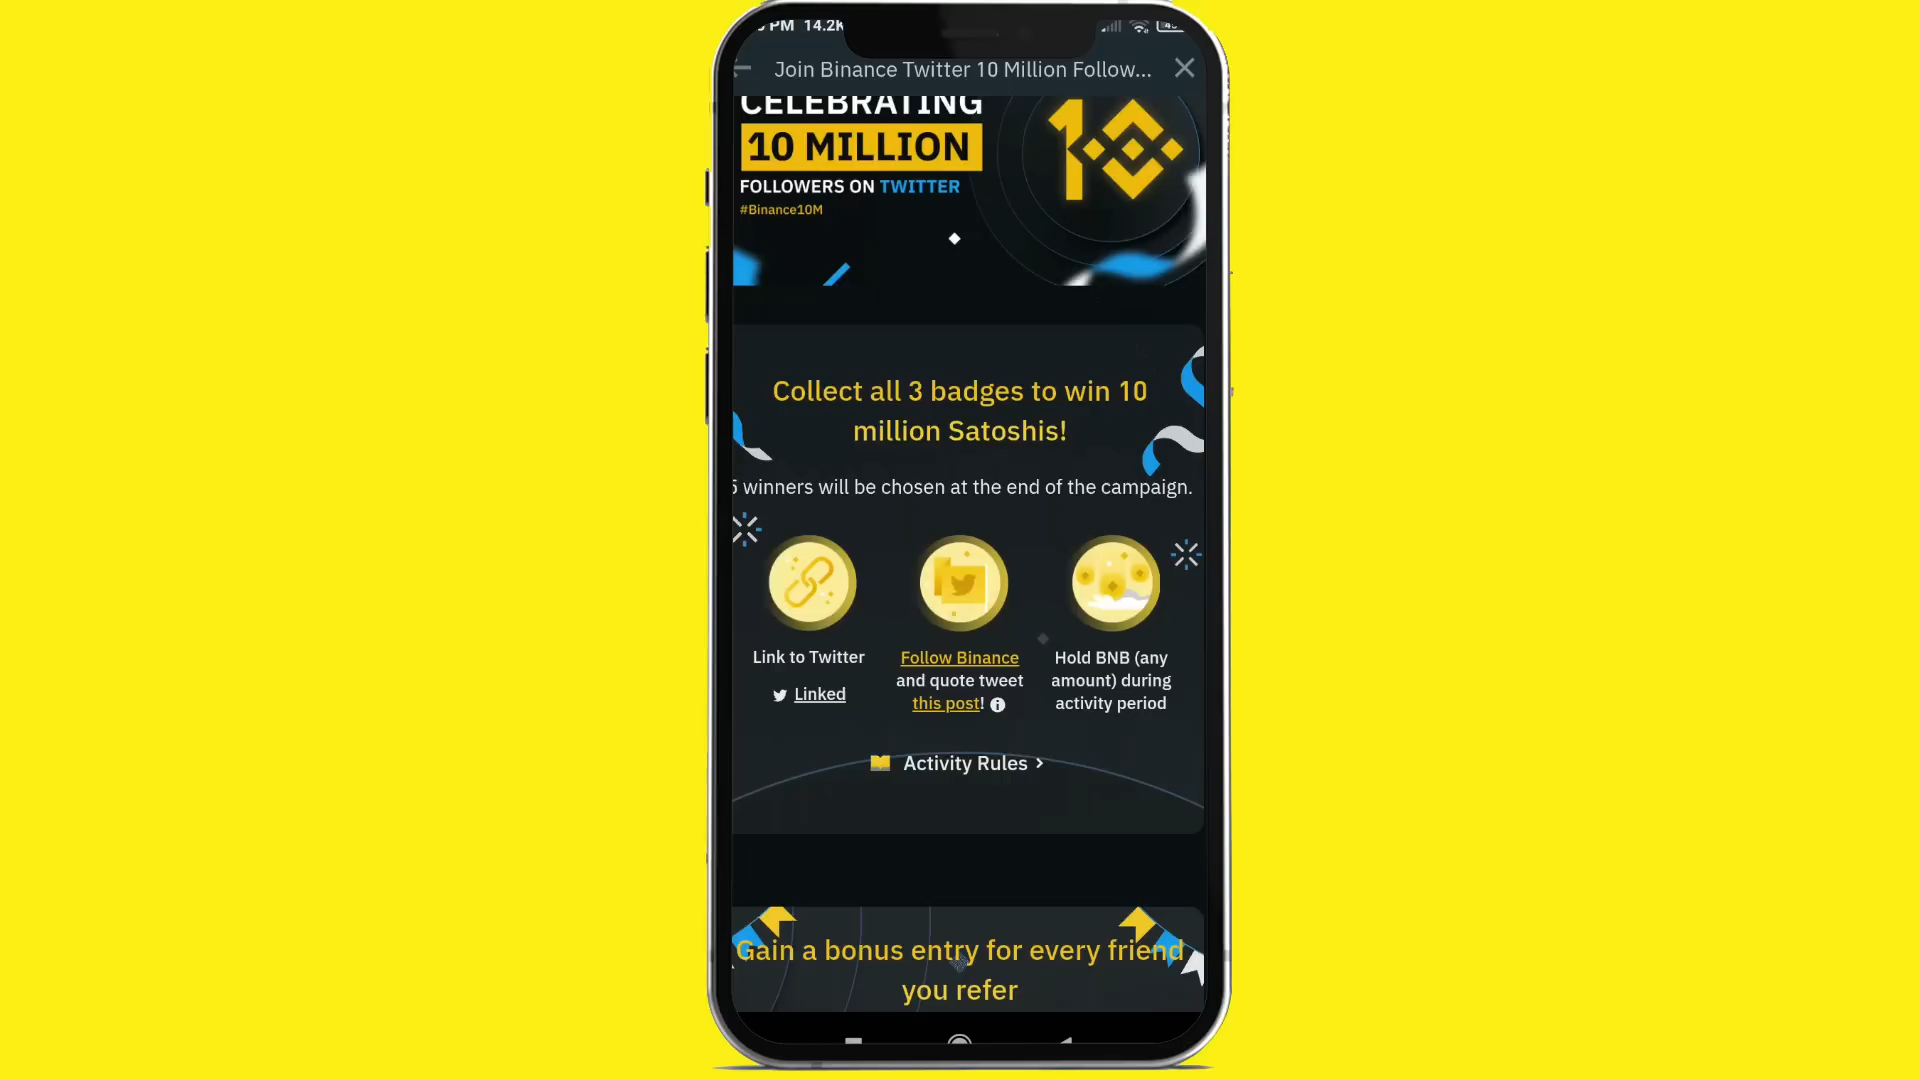 PM 14.2K
Join Binance Twitter 10 Million Follow...
CELEBRATING
10 MILLION
FOLLOWERS ON TWITTER
#Binance10M
10
Collect all 3 badges to win 10
million Satoshis!
5 winners will be chosen at the end of the campaign.
Link to Twitter
Linked
Follow Binance
and quote tweet
this post!
Hold BNB (any
amount) during
activity period
Activity Rules >
Gain a bonus entry for every friend
you refer